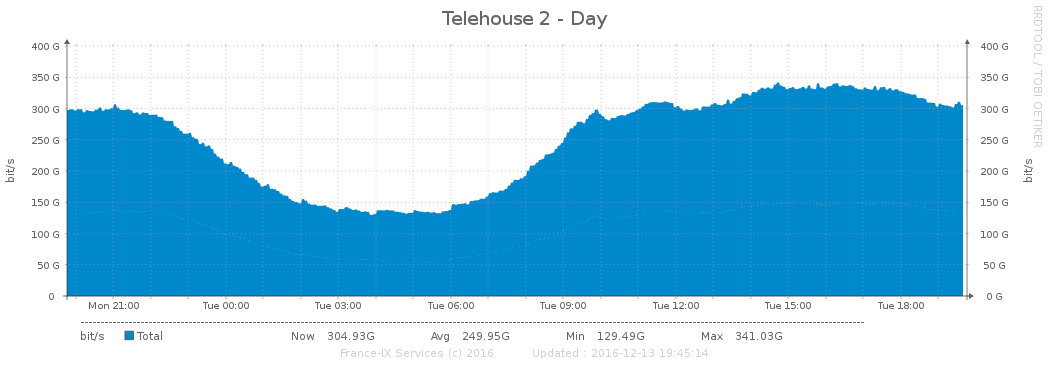 Telehouse 2 - Day
RRDTOOL / TOBI OETIKER
400 G 400 G
350 G 350 G
300 G 300 G
250 G 250 G
200 G 200 G
150 G 150 G
100 G 100 G
50 G 50 G
0 0 G
bit/s bit/s
Mon 21:00 Tue 00:00 Tue 03:00 Tue 06:00 Tue 09:00 Tue 12:00 Tue 15:00 Tue 18:00
bit/s Total Now 304.93G Avg 249.95G Min 129.49G Max 341.03G
France-IX Services (c) 2016 Updated : 2016-12-13 19:45:14